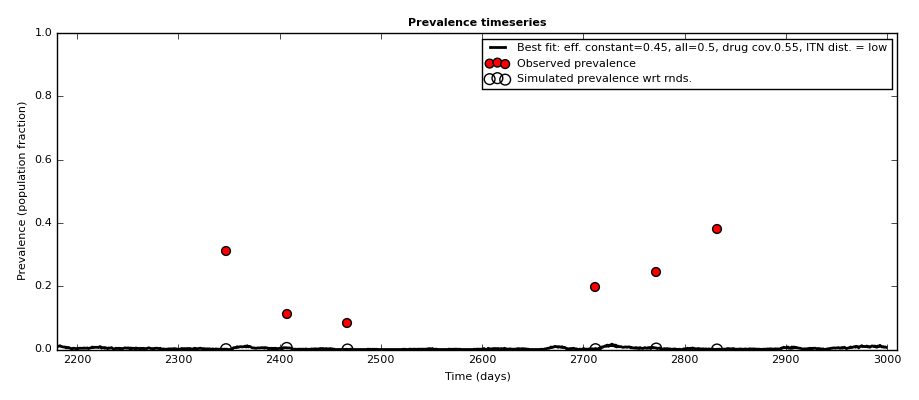 Prevalence timeseries
1.0
0.8
0.6
0.4
0.2
0.0
Prevalence (population fraction)
Best fit: eff. constant=0.45, all=0.5, drug cov.0.55, ITN dist. = low
Observed prevalence
Simulated prevalence wrt rnds.
2200 2300 2400 2500 2600 2700 2800 2900 3000
Time (days)